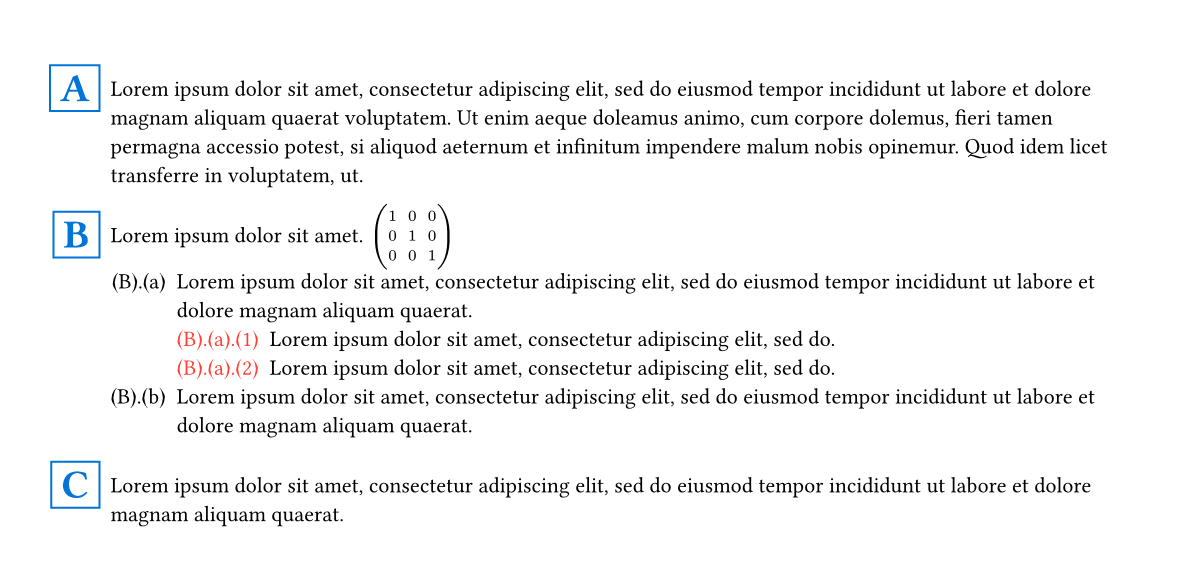 A Lorem ipsum dolor sit amet, consectetur adipiscing elit, sed do eiusmod tempor incididunt ut labore et dolore
magnam aliquam quaerat voluptatem. Ut enim aeque doleamus animo, cum corpore dolemus, fieri tamen
permagna accessio potest, si aliquod aeternum et infinitum impendere malum nobis opinemur. Quod idem licet
transferre in voluptatem, ut.
1 0 0
B Lorem ipsum dolor sit amet. 0 1 0
0 0 1
(B).(a) Lorem ipsum dolor sit amet, consectetur adipiscing elit, sed do eiusmod tempor incididunt ut labore et
dolore magnam aliquam quaerat.
(B).(a).(1) Lorem ipsum dolor sit amet, consectetur adipiscing elit, sed do.
(B).(a).(2) Lorem ipsum dolor sit amet, consectetur adipiscing elit, sed do.
(B).(b) Lorem ipsum dolor sit amet, consectetur adipiscing elit, sed do eiusmod tempor incididunt ut labore et
dolore magnam aliquam quaerat.
C Lorem ipsum dolor sit amet, consectetur adipiscing elit, sed do eiusmod tempor incididunt ut labore et dolore
magnam aliquam quaerat.